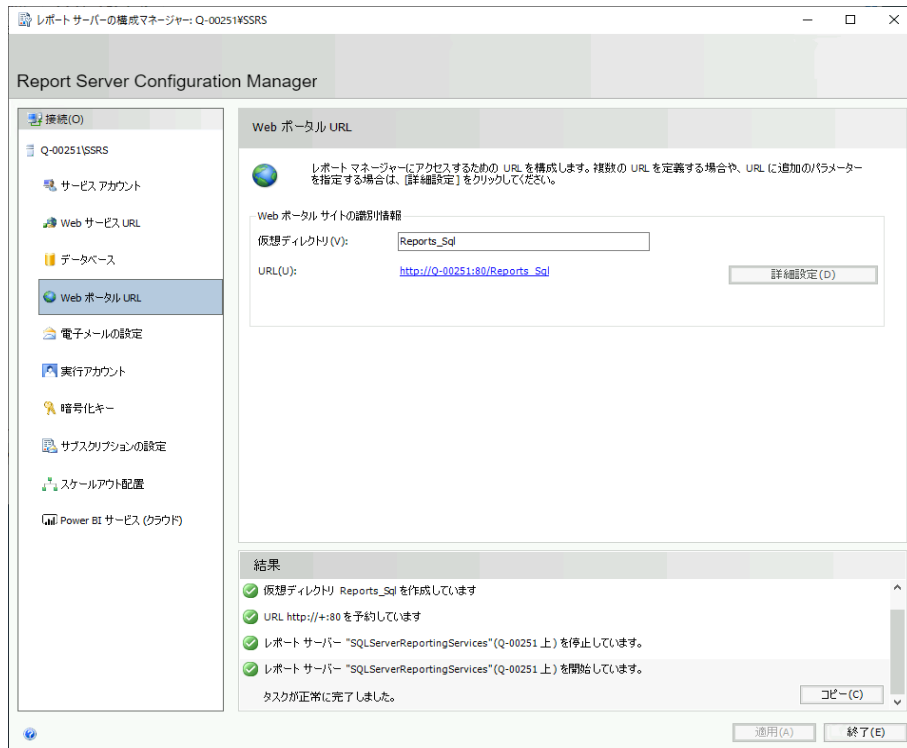 レポート サーバーの構成マネージャー: Q-00251¥SSRS
Report Server Configuration Manager
接続(O)
Q-00251\SSRS
サービス アカウント
Web サービス URL
データベース
Web ポータル URL
電子メールの設定
実行アカウント
暗号化キー
サブスクリプションの設定
スケールアウト配置
Power BI サービス (クラウド)
Web ポータル URL
レポート マネージャーにアクセスするための URL を構成します。複数の URL を定義する場合や、URL に追加のパラメーター
を指定する場合は、[詳細設定] をクリックしてください。
Web ポータル サイトの識別情報
仮想ディレクトリ(V):
Reports_Sql
URL(U):
http://Q-00251:80/Reports_Sql
詳細設定(D)
結果
仮想ディレクトリ Reports_Sql を作成しています
URL http://+:80 を予約しています
レポート サーバー "SQLServerReportingServices"(Q-00251 上) を停止しています。
レポート サーバー "SQLServerReportingServices"(Q-00251 上) を開始しています。
タスクが正常に完了しました。
コピー(C)
適用(A)
終了(E)